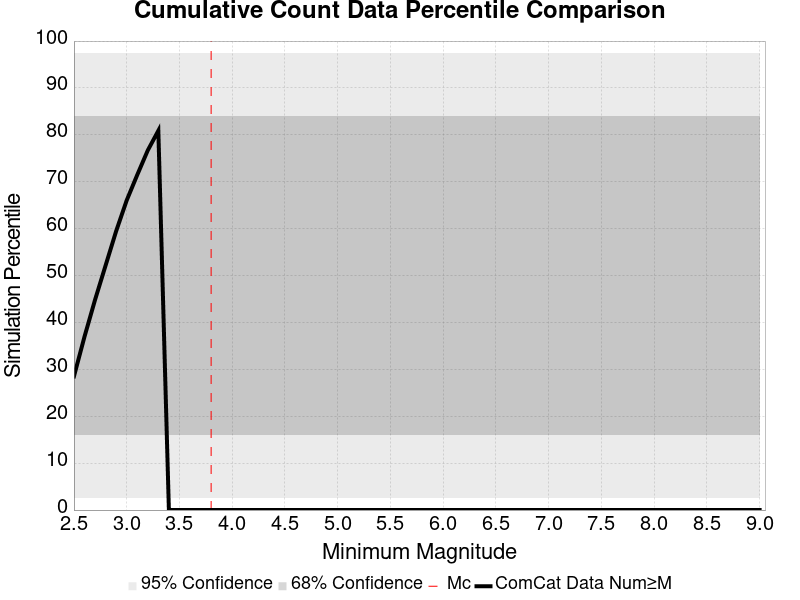 Cumulative Count Data Percentile Comparison
100
90
80
70
60
50
40
30
20
10
0
Simulation Percentile
2.5 3.0 3.5 4.0 4.5 5.0 5.5 6.0 6.5 7.0 7.5 8.0 8.5 9.0
Minimum Magnitude
95% Confidence 68% Confidence Mc ComCat Data Num≥M